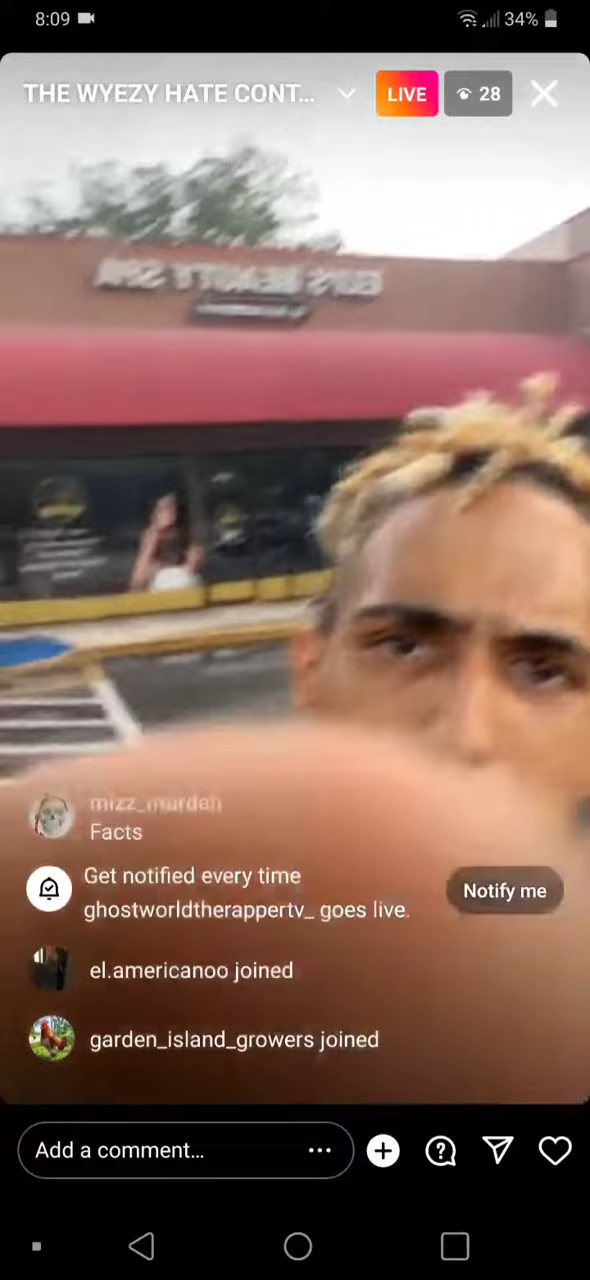 8:09
34%
THE WYEZY HATE CONT...
LIVE
28
mizz_murdah
Facts
Get notified every time
ghostworldtherappertv_ goes live.
Notify me
el.americanoo joined
garden_island_growers joined
Add a comment...